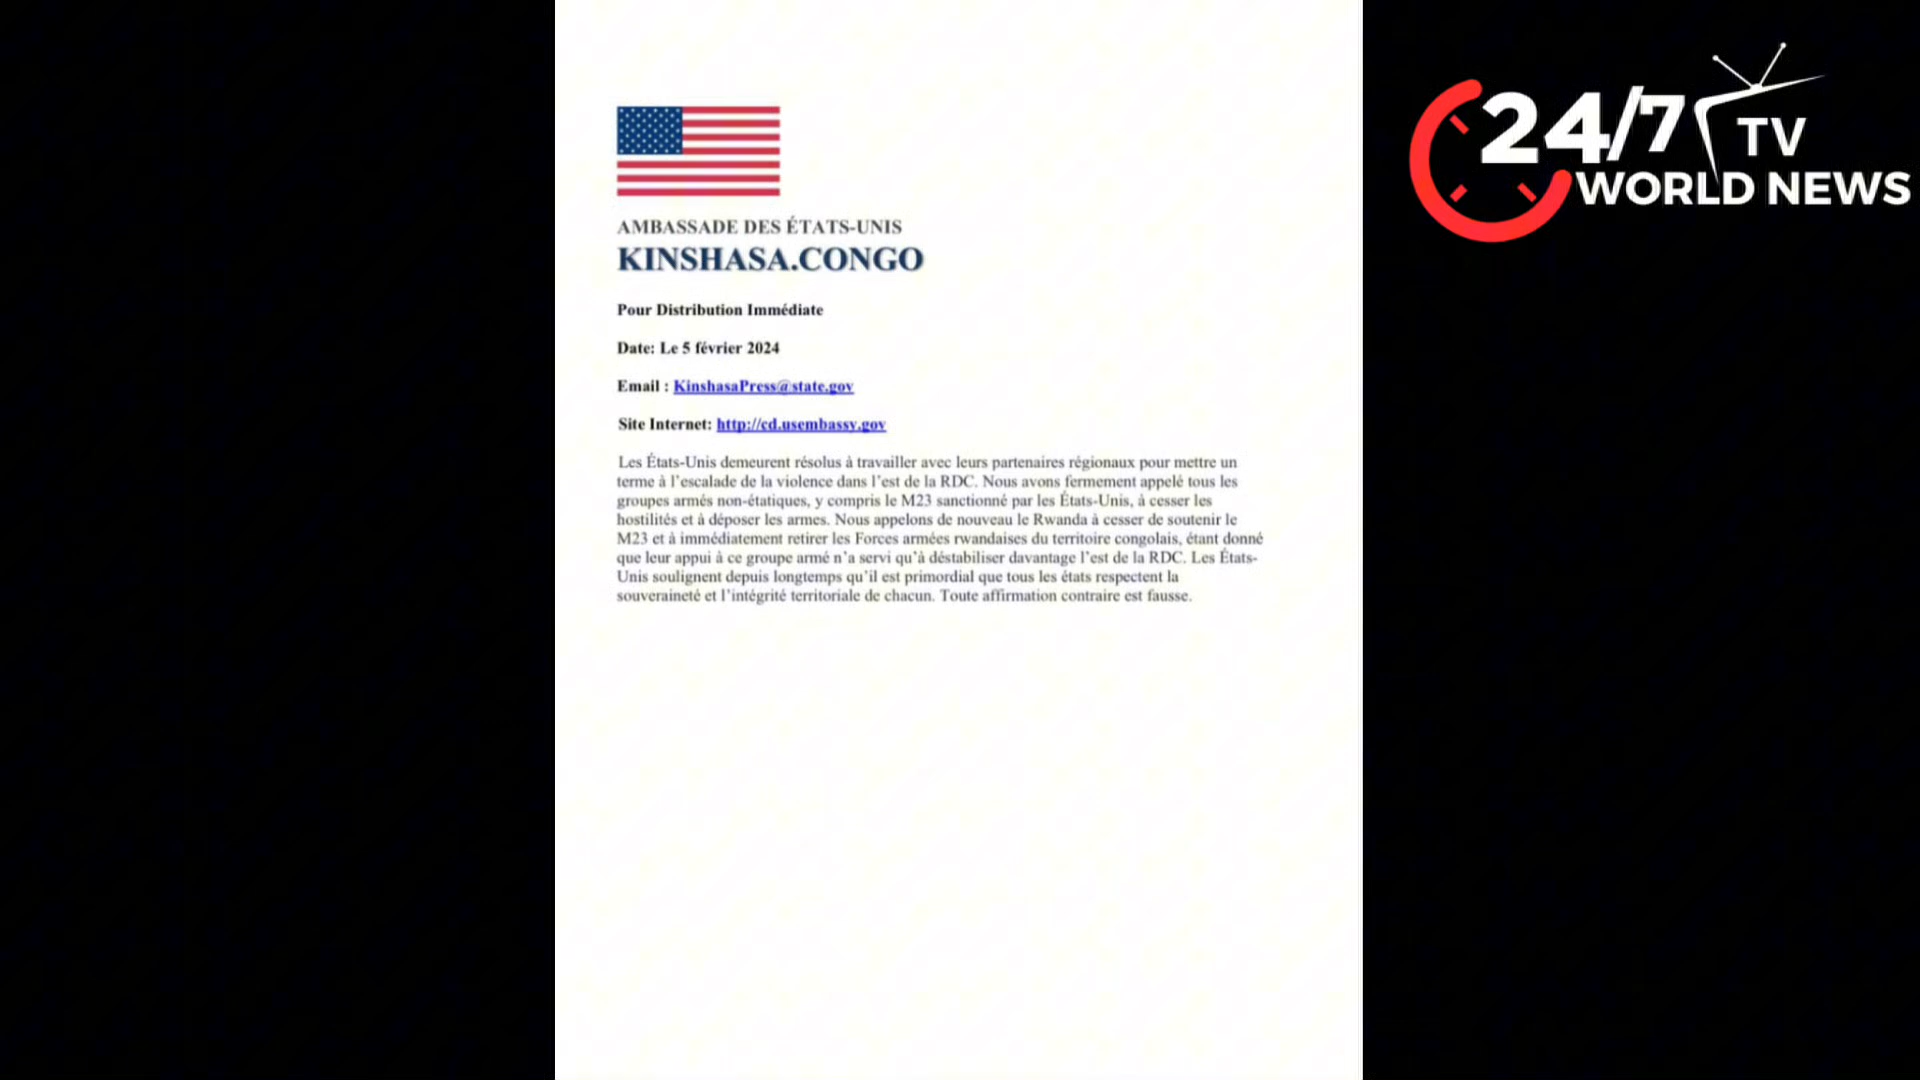 AMBASSADE DES ÉTATS-UNIS
KINSHASA.CONGO
Pour Distribution Immédiate
Date: Le 5 février 2024
Email : KinshasaPress@state.gov
Site Internet: http://cd.usembassy.gov
Les États-Unis demeurent résolus à travailler avec leurs partenaires régionaux pour mettre un
terme à l'escalade de la violence dans l'est de la RDC. Nous avons fermement appelé tous les
groupes armés non-étatiques, y compris le M23 sanctionné par les États-Unis, à cesser les
hostilités et à déposer les armes. Nous appelons de nouveau le Rwanda à cesser de soutenir le
M23 et à immédiatement retirer les Forces armées rwandaises du territoire congolais, étant donné
que leur appui à ce groupe armé n'a servi qu'à déstabiliser davantage l'est de la RDC. Les États-
Unis soulignent depuis longtemps qu'il est primordial que tous les états respectent la
souveraineté et l'intégrité territoriale de chacun. Toute affirmation contraire est fausse.
24/7 TV
WORLD NEWS